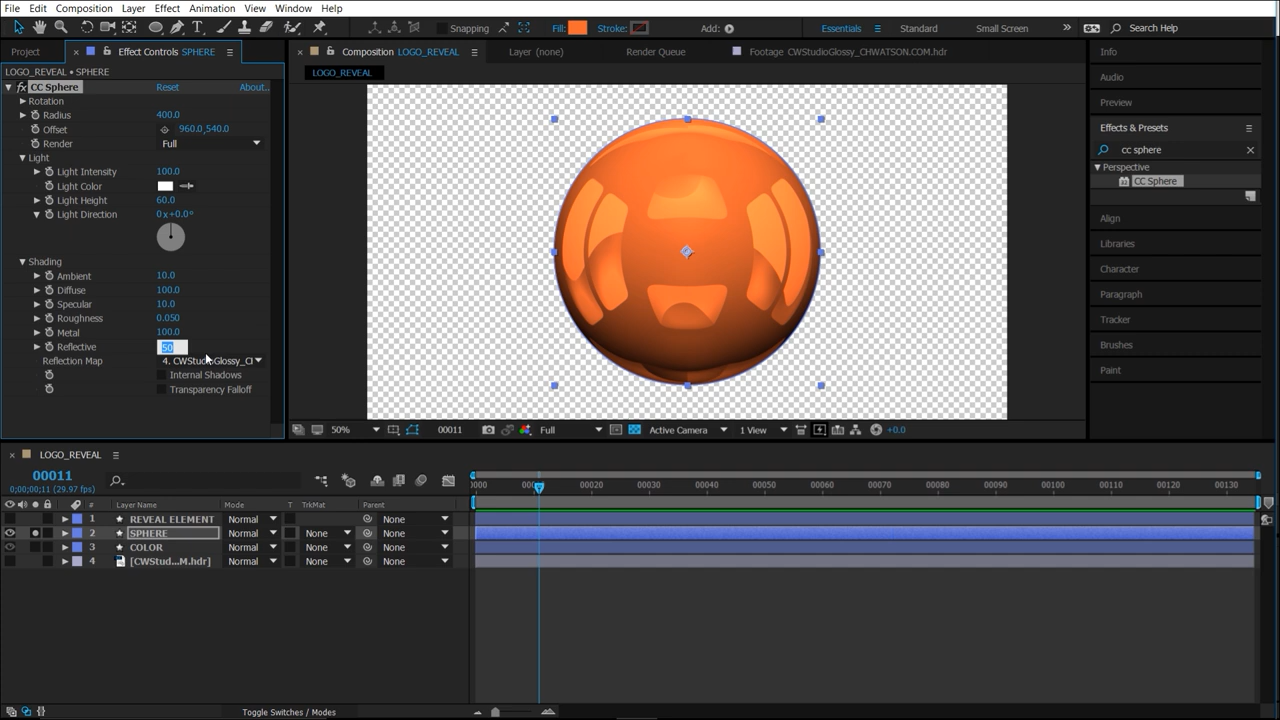 File Edit Composition Layer Effect Animation View Window Help
Snapping Fill: Stroke: Add: Essentials Standard Small Screen Search Help
Project Effect Controls SPHERE
LOGO_REVEAL • SPHERE
fx CC Sphere Reset About...
Rotation
Radius 400.0
Offset 960.0,540.0
Render Full
Light
Light Intensity 100.0
Light Color
Light Height 60.0
Light Direction 0x+0.0°
Shading
Ambient 10.0
Diffuse 100.0
Specular 10.0
Roughness 0.050
Metal 100.0
Reflective 50
Reflection Map 4. CWStudioGlossy_Cl
Internal Shadows
Transparency Falloff
Composition LOGO_REVEAL Layer (none) Render Queue Footage CWStudioGlossy_CHWATSON.COM.hdr
LOGO_REVEAL
50% 00011 Full Active Camera 1 View +0.0
Info
Audio
Preview
Effects & Presets
cc sphere
Perspective
32 CC Sphere
Align
Libraries
Character
Paragraph
Tracker
Brushes
Paint
LOGO_REVEAL
00011
0;00;00;11 (29.97 fps)
# Layer Name Mode T TrkMat Parent
1 REVEAL ELEMENT Normal None
2 SPHERE Normal None None
3 COLOR Normal None None
4 [CWStud...M.hdr] Normal None None
00020 00030 00040 00050 00060 00070 00080 00090 00100 00110 00120 00130
Toggle Switches / Modes